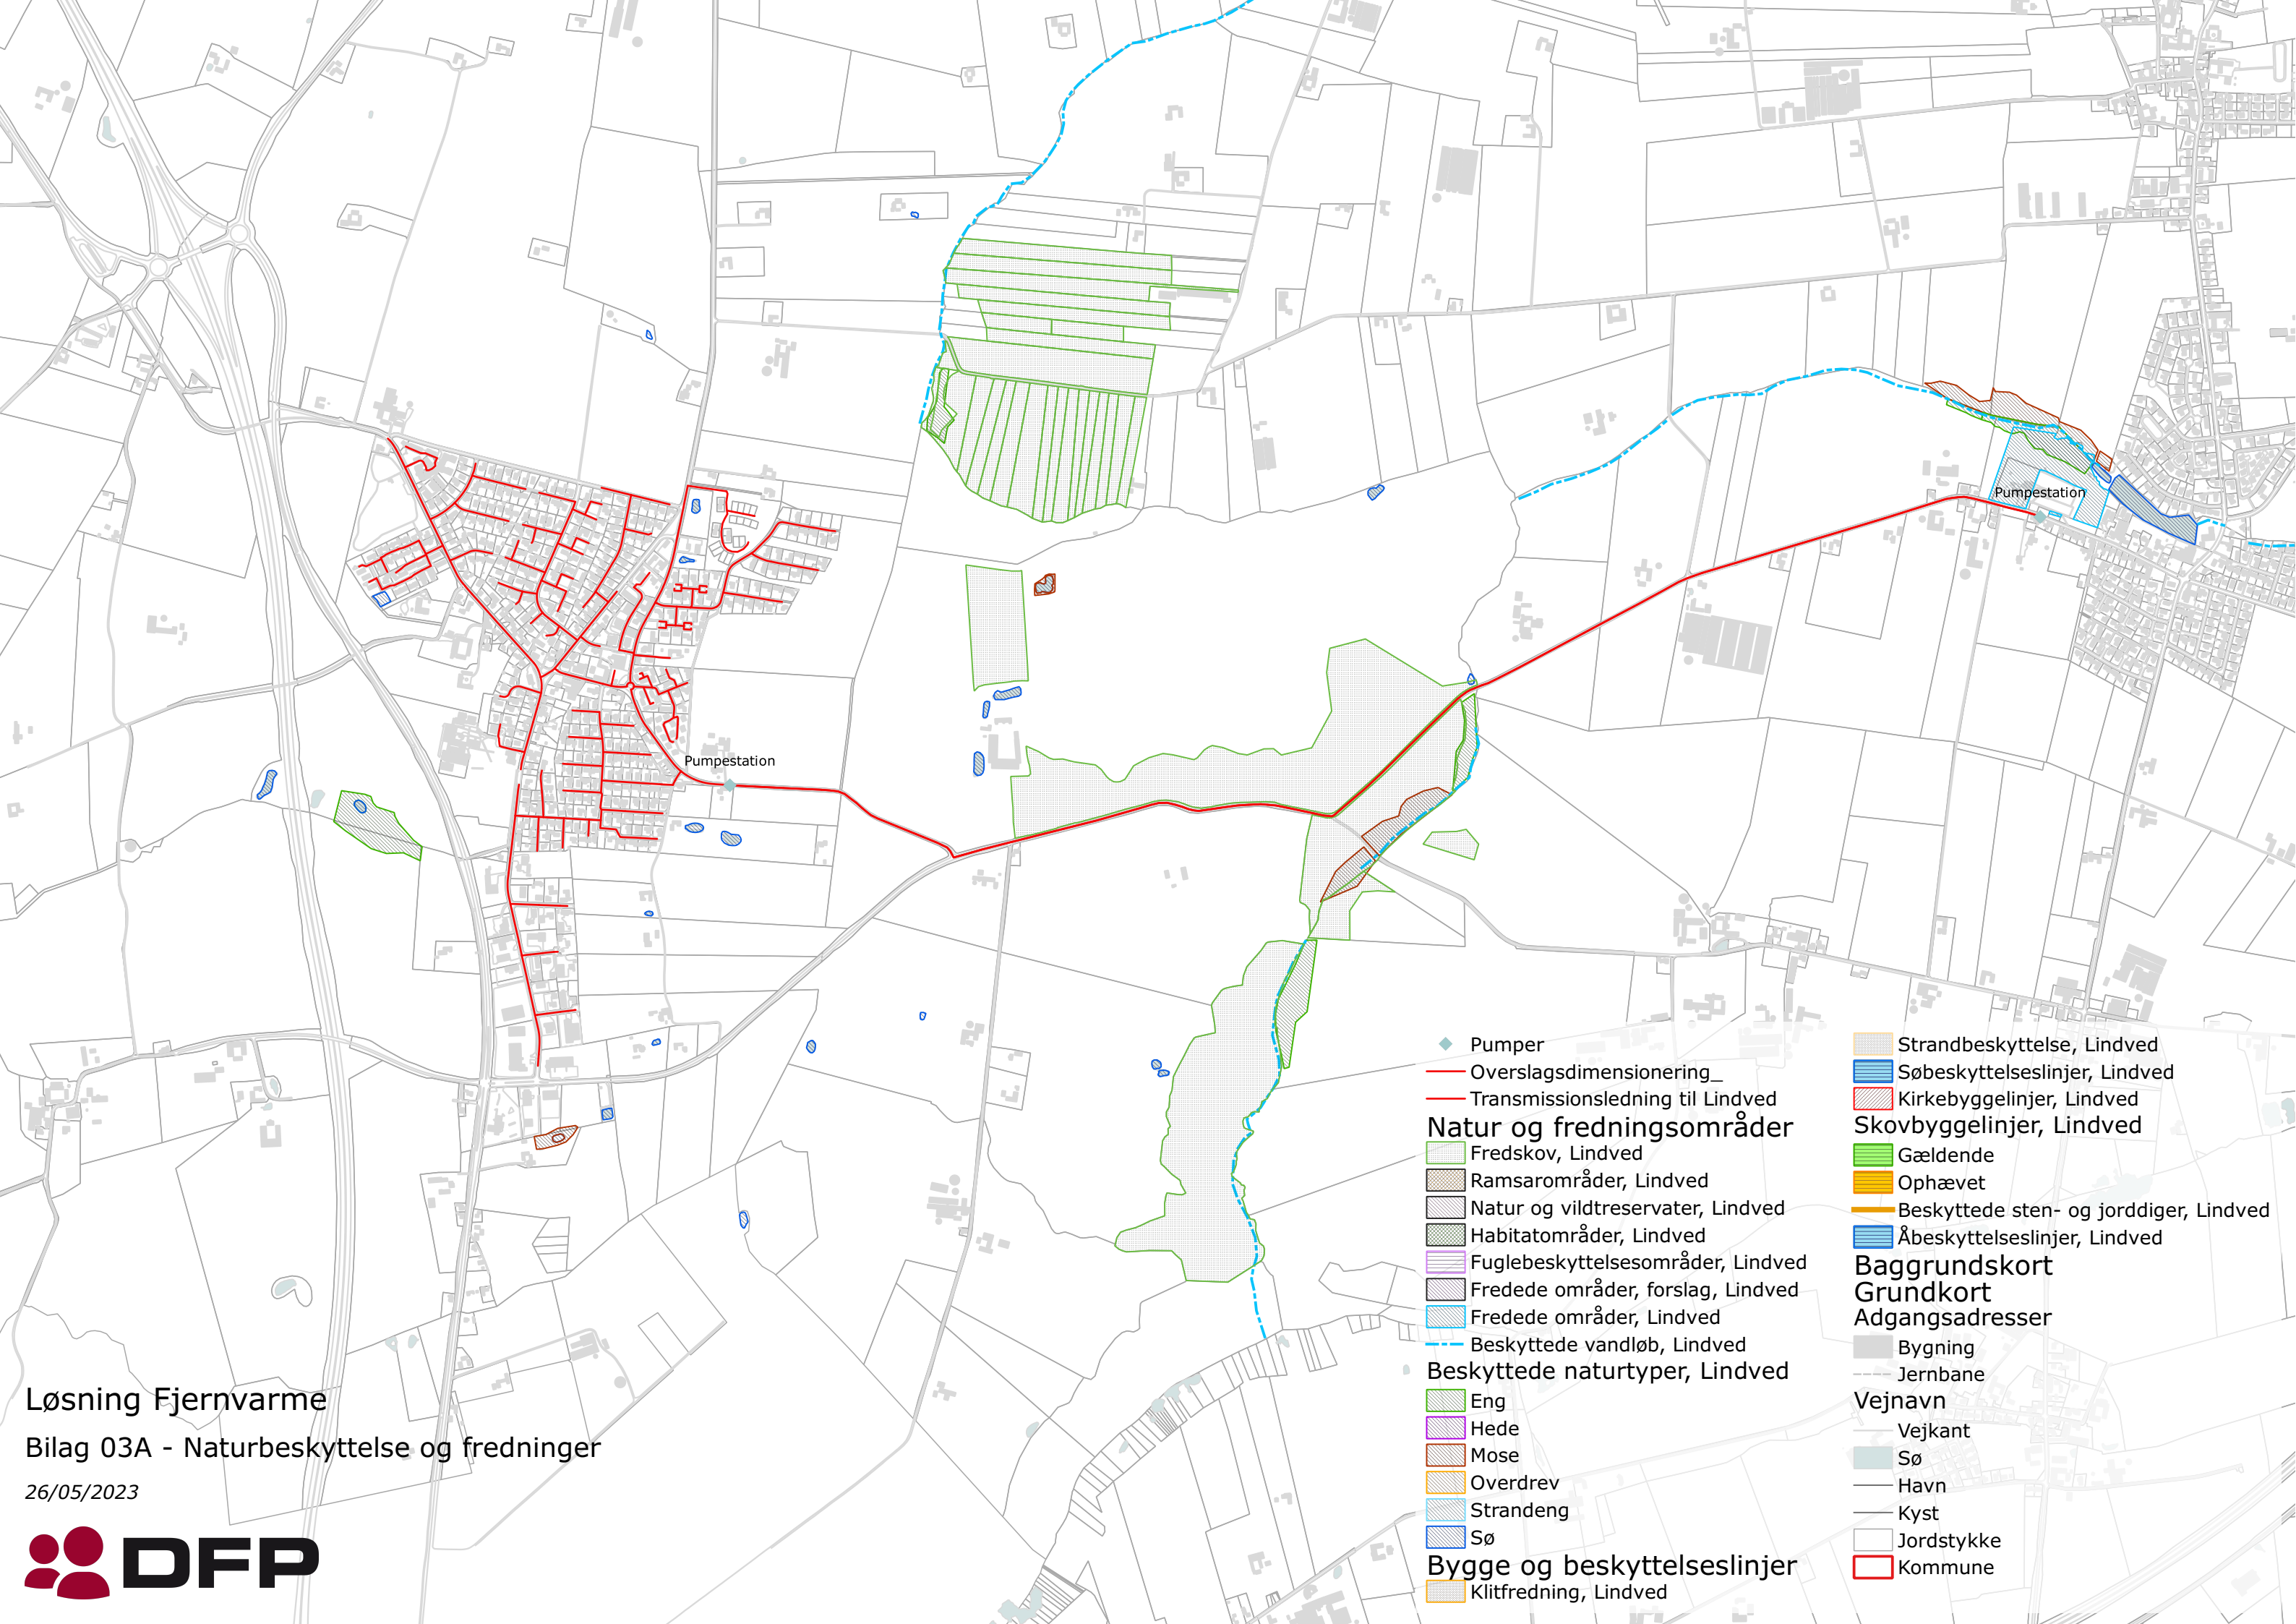 Pumpestation
Pumpestation
Pumper
Overslagsdimensionering_
Transmissionsledning til Lindved
Natur og fredningsområder
Fredskov, Lindved
Ramsarområder, Lindved
Natur og vildtreservater, Lindved
Habitatområder, Lindved
Fuglebeskyttelsesområder, Lindved
Fredede områder, forslag, Lindved
Fredede områder, Lindved
Beskyttede vandløb, Lindved
Beskyttede naturtyper, Lindved
Eng
Hede
Mose
Overdrev
Strandeng
Sø
Bygge og beskyttelseslinjer
Klitfredning, Lindved
Strandbeskyttelse, Lindved
Søbeskyttelseslinjer, Lindved
Kirkebyggelinjer, Lindved
Skovbyggelinjer, Lindved
Gældende
Ophævet
Beskyttede sten- og jorddiger, Lindved
Åbeskyttelseslinjer, Lindved
Baggrundskort
Grundkort
Adgangsadresser
Bygning
Jernbane
Vejnavn
Vejkant
Sø
Havn
Kyst
Jordstykke
Kommune
Løsning Fjernvarme
Bilag 03A - Naturbeskyttelse og fredninger
26/05/2023
DFP